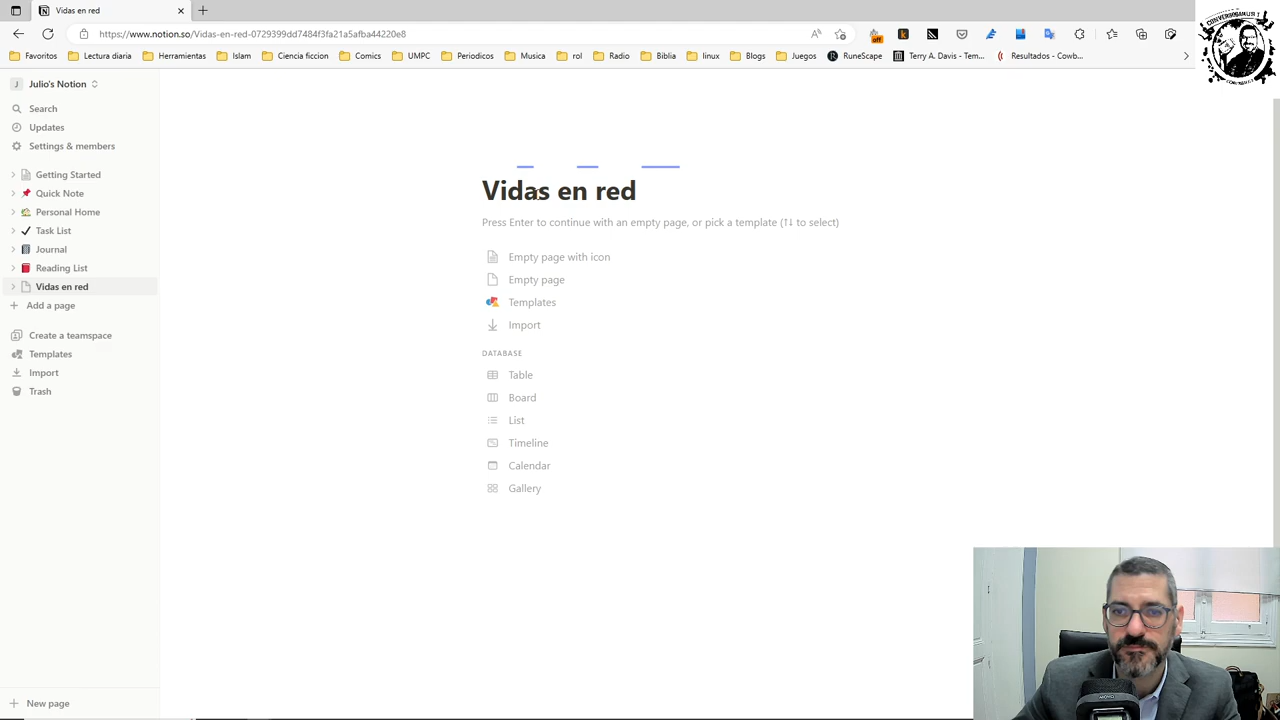 Vidas en red
https://www.notion.so/Vidas-en-red-0729399dd7484f3fa21a5afba44220e8
Favoritos Lectura diaria Herramientas Islam Ciencia ficcion Comics UMPC Periodicos Musica rol Radio Biblia linux Blogs Juegos RuneScape Terry A. Davis - Tem... Resultados - Cowb...
off
CONVERSEMOS!
Julio's Notion
Search
Updates
Settings & members
Getting Started
Quick Note
Personal Home
Task List
Journal
Reading List
Vidas en red
Add a page
Create a teamspace
Templates
Import
Trash
New page
Vidas en red
Press Enter to continue with an empty page, or pick a template (↑↓ to select)
Empty page with icon
Empty page
Templates
Import
DATABASE
Table
Board
List
Timeline
Calendar
Gallery